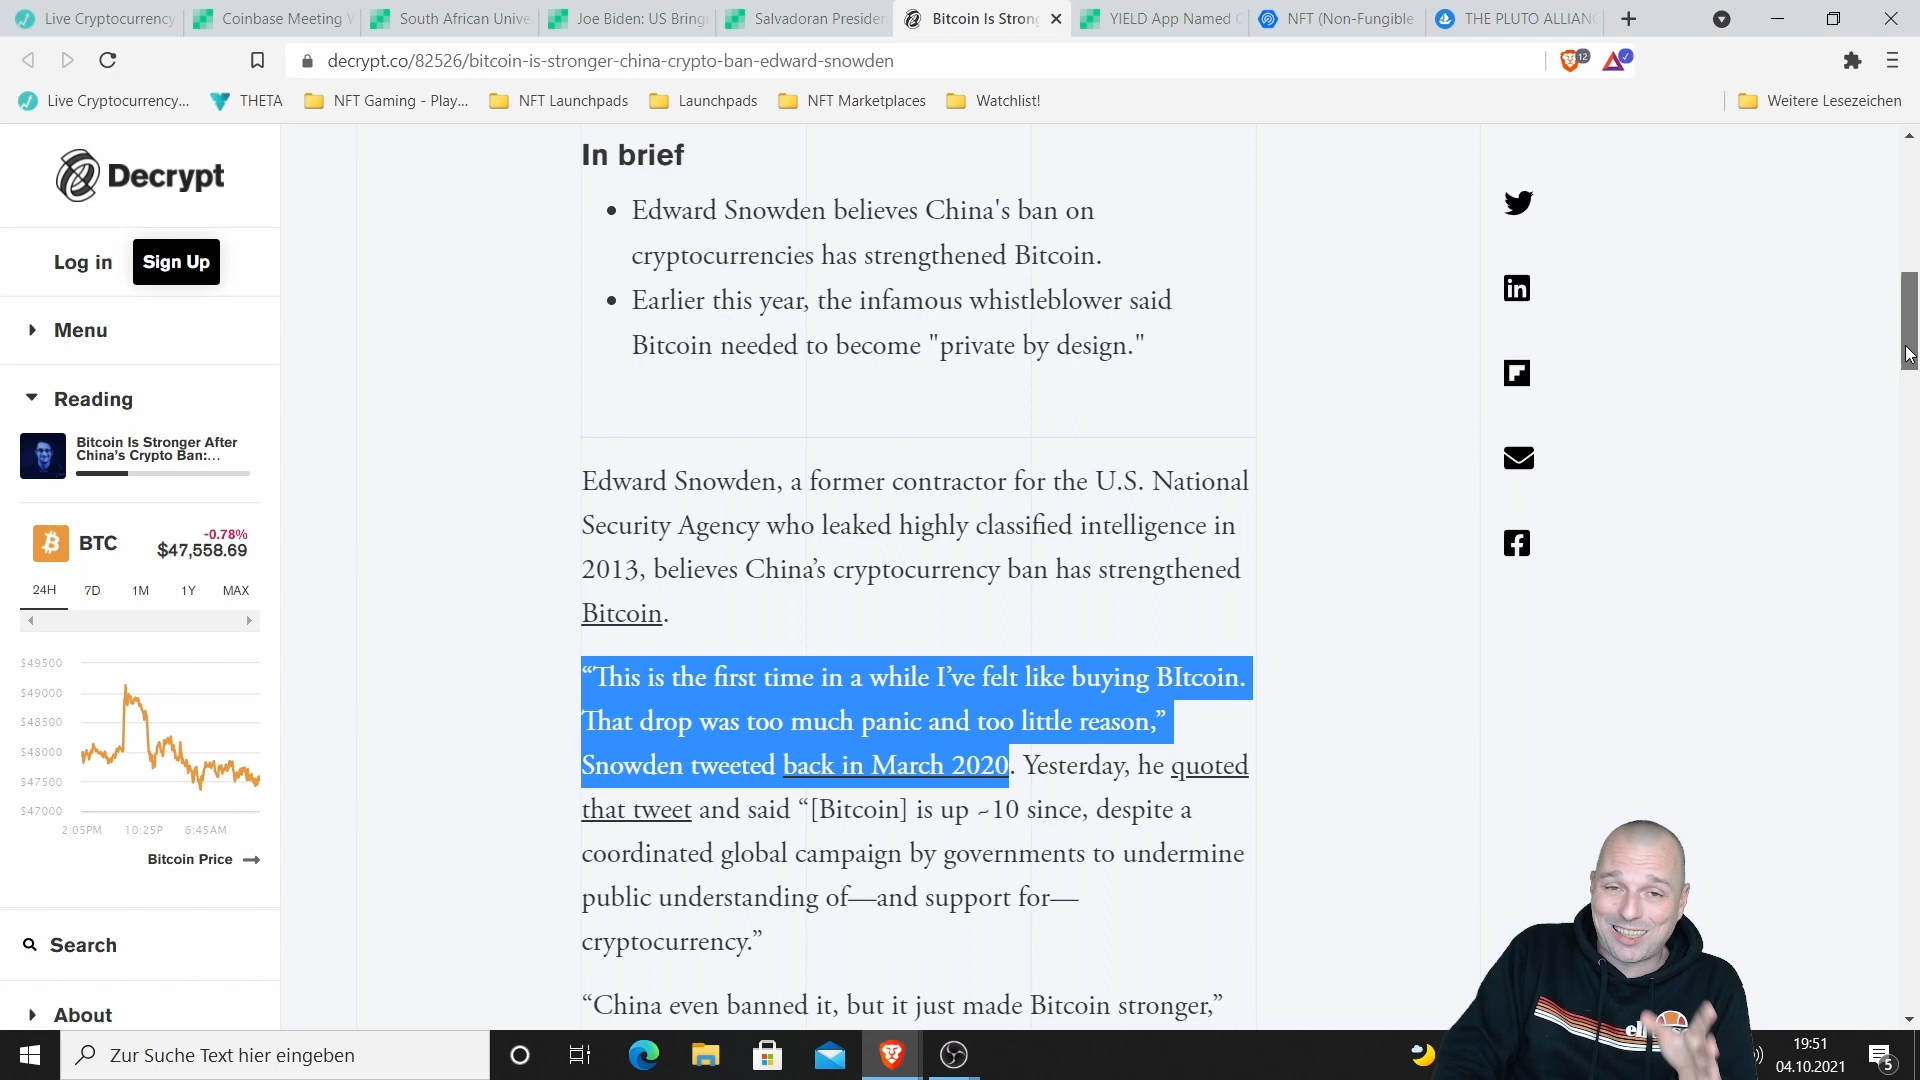 Live Cryptocurrency
Coinbase Meeting
South African Unive
Joe Biden: US Bring
Salvadoran Presiden
Bitcoin Is Strong
YIELD App Named
NFT (Non-Fungible
THE PLUTO ALLIAN
decrypt.co/82526/bitcoin-is-stronger-china-crypto-ban-edward-snowden
12
Live Cryptocurrency...
THETA
NFT Gaming - Play...
NFT Launchpads
Launchpads
NFT Marketplaces
Watchlist!
Weitere Lesezeichen
Decrypt
Log in
Sign Up
Menu
Reading
Bitcoin Is Stronger After
China's Crypto Ban:...
BTC
-0.78%
$47,558.69
24H 7D 1M 1Y MAX
$49500
$49000
$48500
$48000
$47500
$47000
2:05PM 10:25P 6:45AM
Bitcoin Price
Search
About
In brief
Edward Snowden believes China's ban on
cryptocurrencies has strengthened Bitcoin.
Earlier this year, the infamous whistleblower said
Bitcoin needed to become "private by design."
Edward Snowden, a former contractor for the U.S. National
Security Agency who leaked highly classified intelligence in
2013, believes China’s cryptocurrency ban has strengthened
Bitcoin.
“This is the first time in a while I’ve felt like buying BItcoin.
That drop was too much panic and too little reason,”
Snowden tweeted back in March 2020. Yesterday, he quoted
that tweet and said “[Bitcoin] is up ~10 since, despite a
coordinated global campaign by governments to undermine
public understanding of—and support for—
cryptocurrency.”
“China even banned it, but it just made Bitcoin stronger,”
Zur Suche Text hier eingeben
19:51
04.10.2021
5